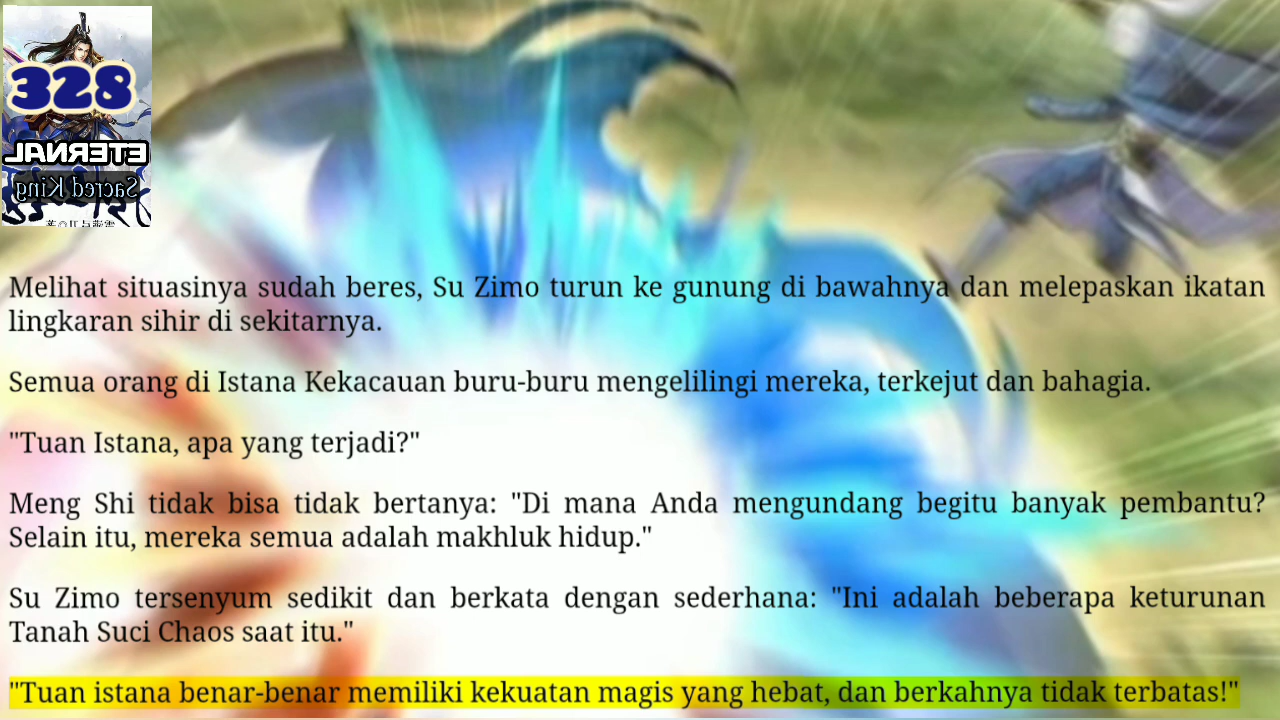 328
ETERNAL
Sacred King
Melihat situasinya sudah beres, Su Zimo turun ke gunung di bawahnya dan melepaskan ikatan
lingkaran sihir di sekitarnya.
Semua orang di Istana Kekacauan buru-buru mengelilingi mereka, terkejut dan bahagia.
"Tuan Istana, apa yang terjadi?"
Meng Shi tidak bisa tidak bertanya: "Di mana Anda mengundang begitu banyak pembantu?
Selain itu, mereka semua adalah makhluk hidup."
Su Zimo tersenyum sedikit dan berkata dengan sederhana: "Ini adalah beberapa keturunan
Tanah Suci Chaos saat itu."
"Tuan istana benar-benar memiliki kekuatan magis yang hebat, dan berkahnya tidak terbatas!"